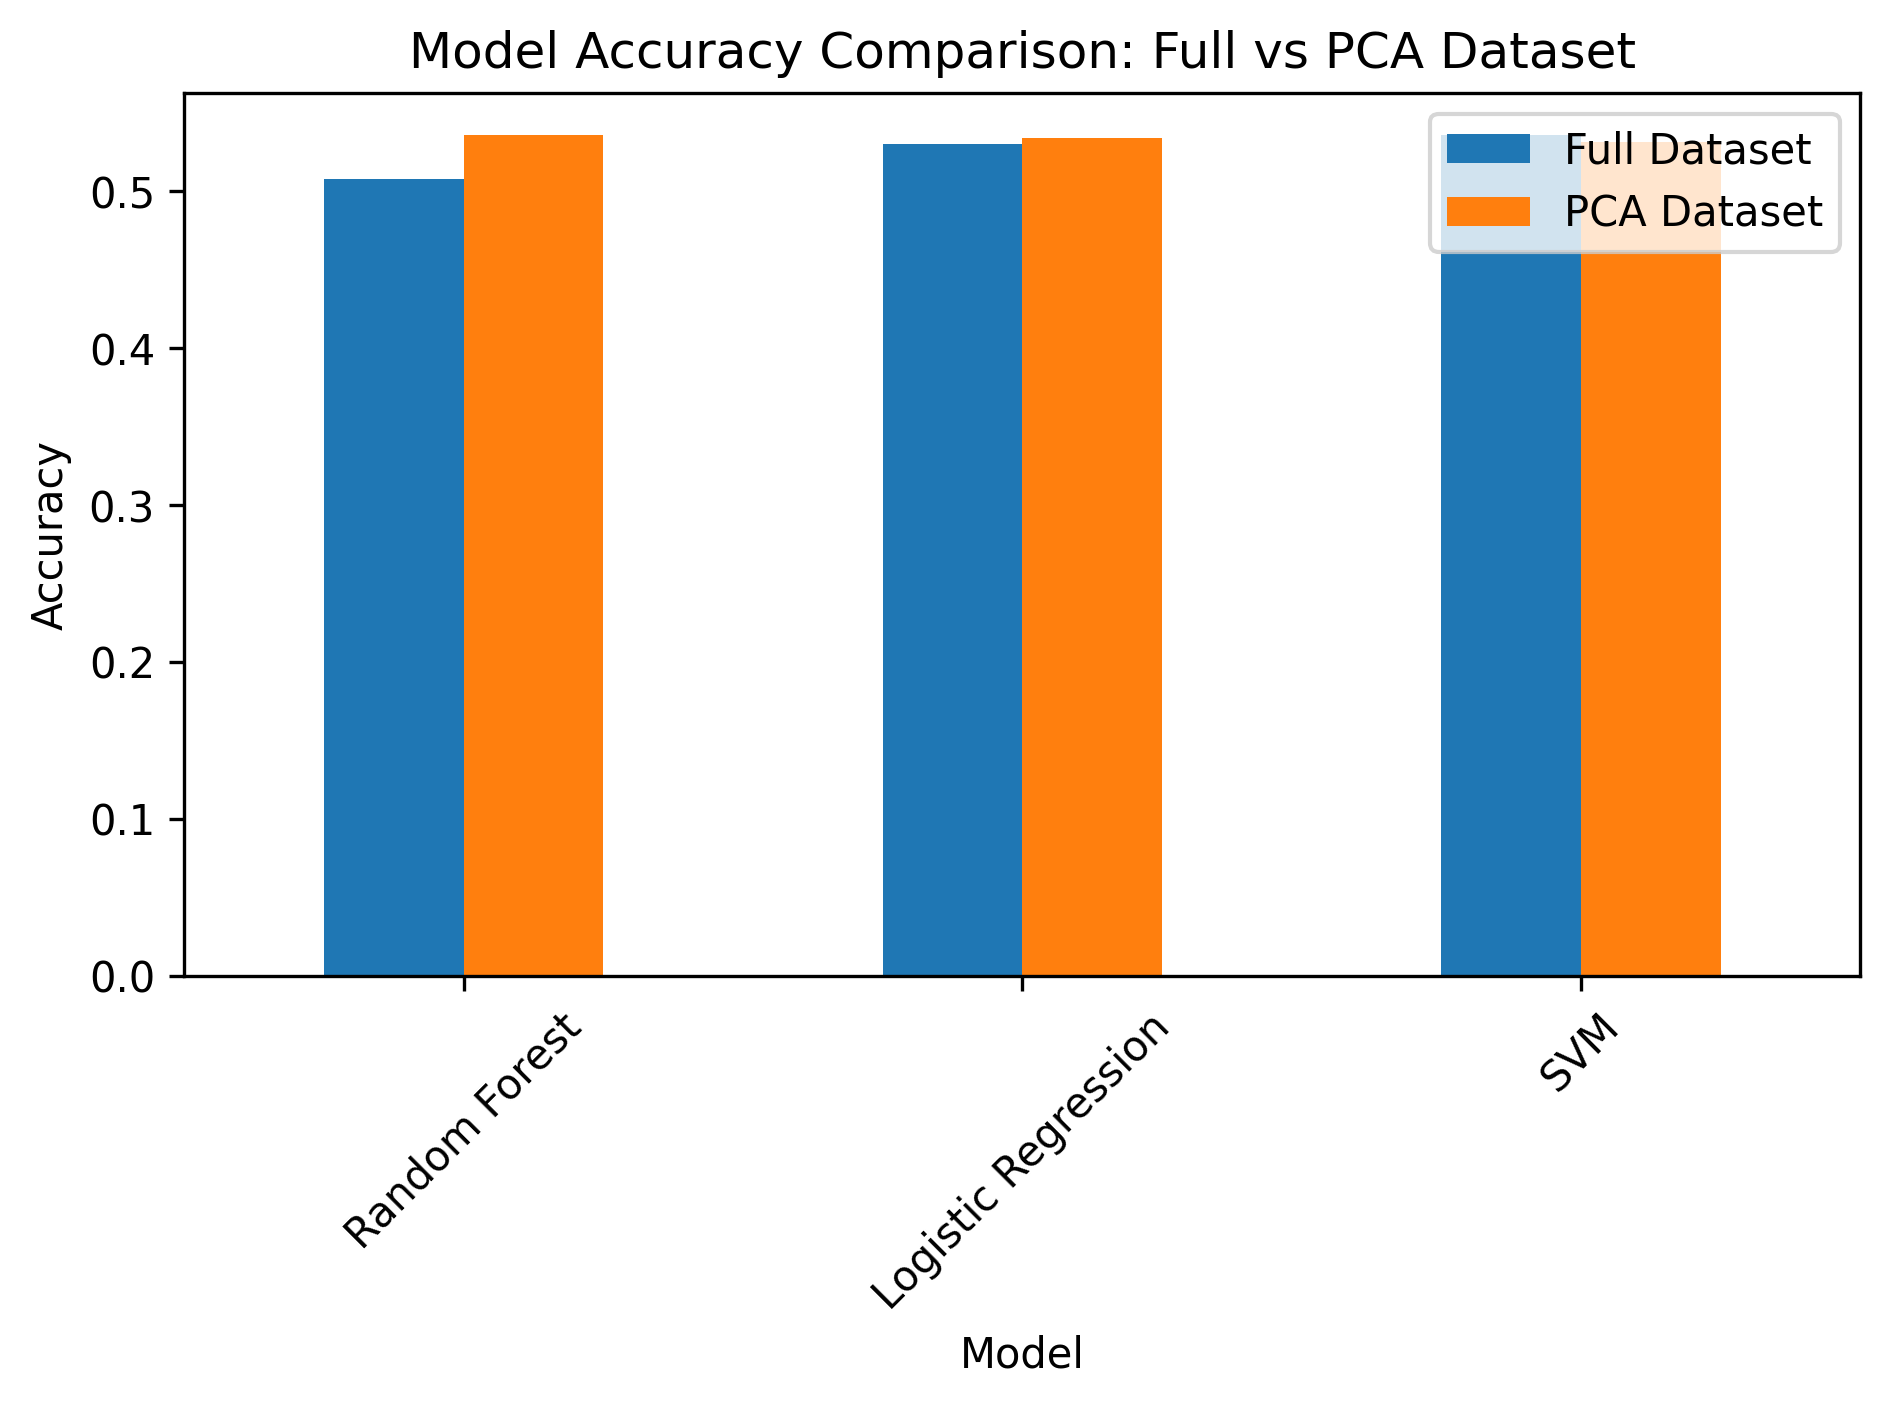 Model Accuracy Comparison: Full vs PCA Dataset
Full Dataset
PCA Dataset
Accuracy
0.5
0.4
0.3
0.2
0.1
0.0
Random Forest
Logistic Regression
SVM
Model